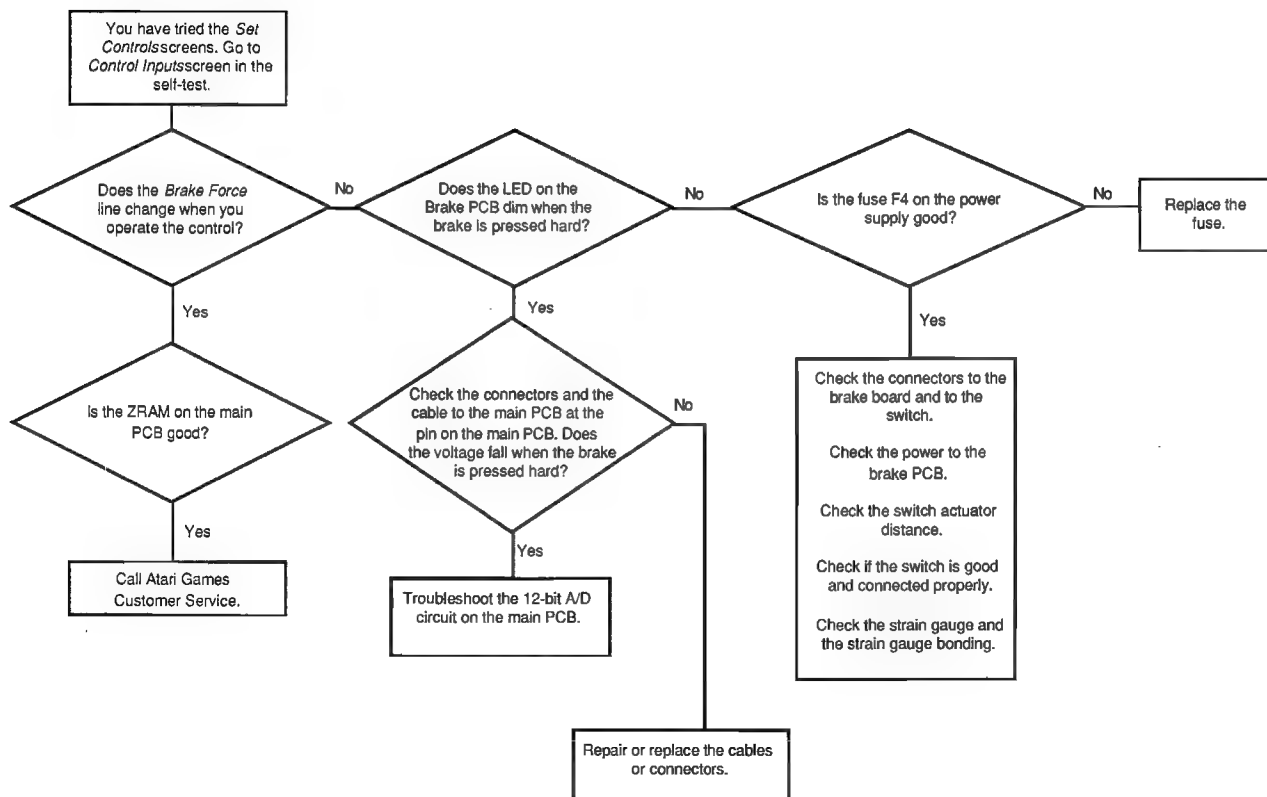 You have tried the Set
Controlsscreens. Go to
Control Inputsscreen in the
self-test.
Does the Brake Force
line change when you
operate the control?
No
Does the LED on the
Brake PCB dim when the
brake is pressed hard?
No
Is the fuse F4 on the power
supply good?
No
Replace the
fuse.
Yes
Yes
Yes
Is the ZRAM on the main
PCB good?
Check the connectors and the
cable to the main PCB at the
pin on the main PCB. Does
the voltage fall when the brake
is pressed hard?
No
Check the connectors to the
brake board and to the
switch.
Check the power to the
brake PCB.
Check the switch actuator
distance.
Check if the switch is good
and connected properly.
Check the strain gauge and
the strain gauge bonding.
Yes
Yes
Call Atari Games
Customer Service.
Troubleshoot the 12-bit A/D
circuit on the main PCB.
Repair or replace the cables
or connectors.